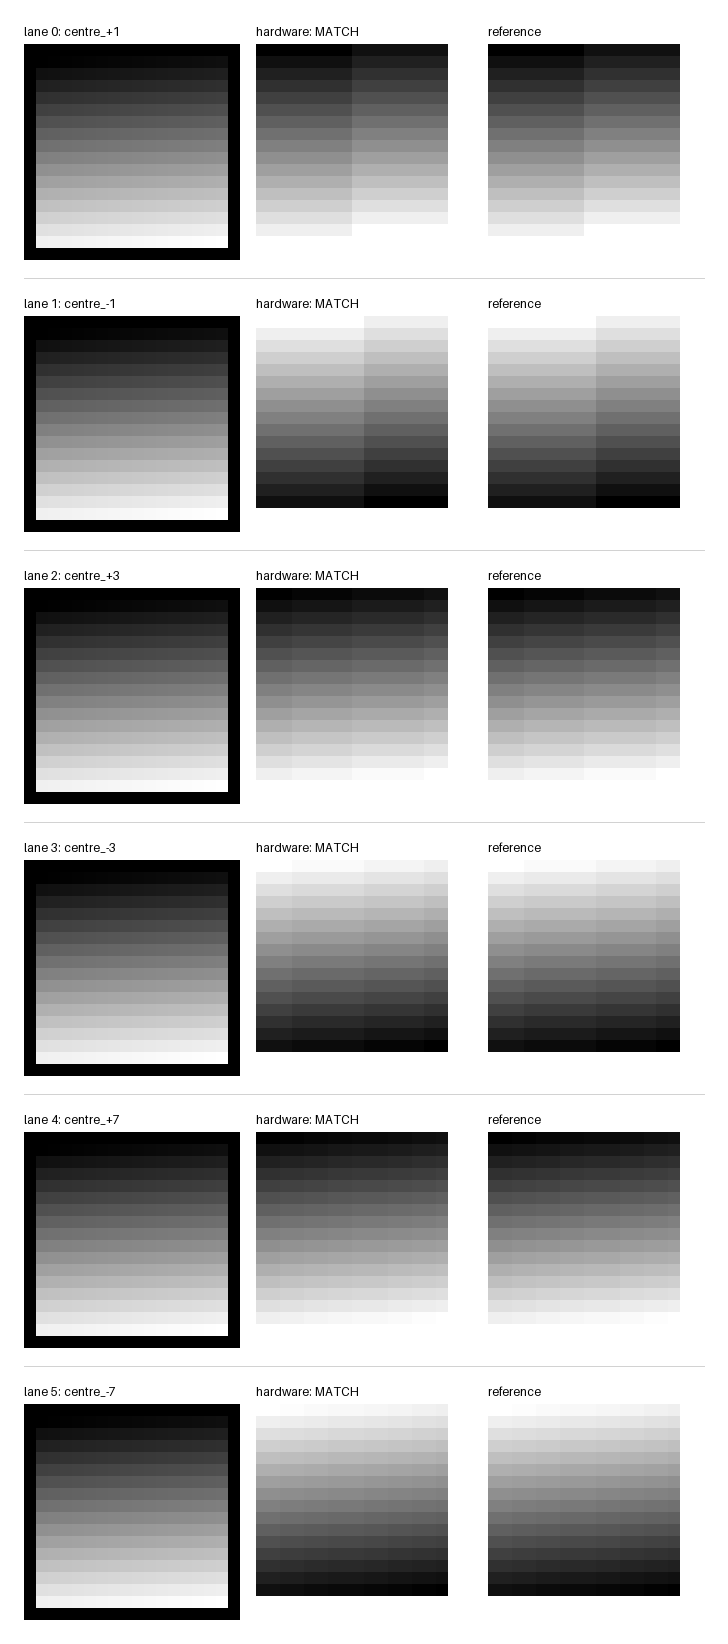 lane 0: centre_+1
hardware: MATCH
reference
lane 1: centre_-1
hardware: MATCH
reference
lane 2: centre_+3
hardware: MATCH
reference
lane 3: centre_-3
hardware: MATCH
reference
lane 4: centre_+7
hardware: MATCH
reference
lane 5: centre_-7
hardware: MATCH
reference